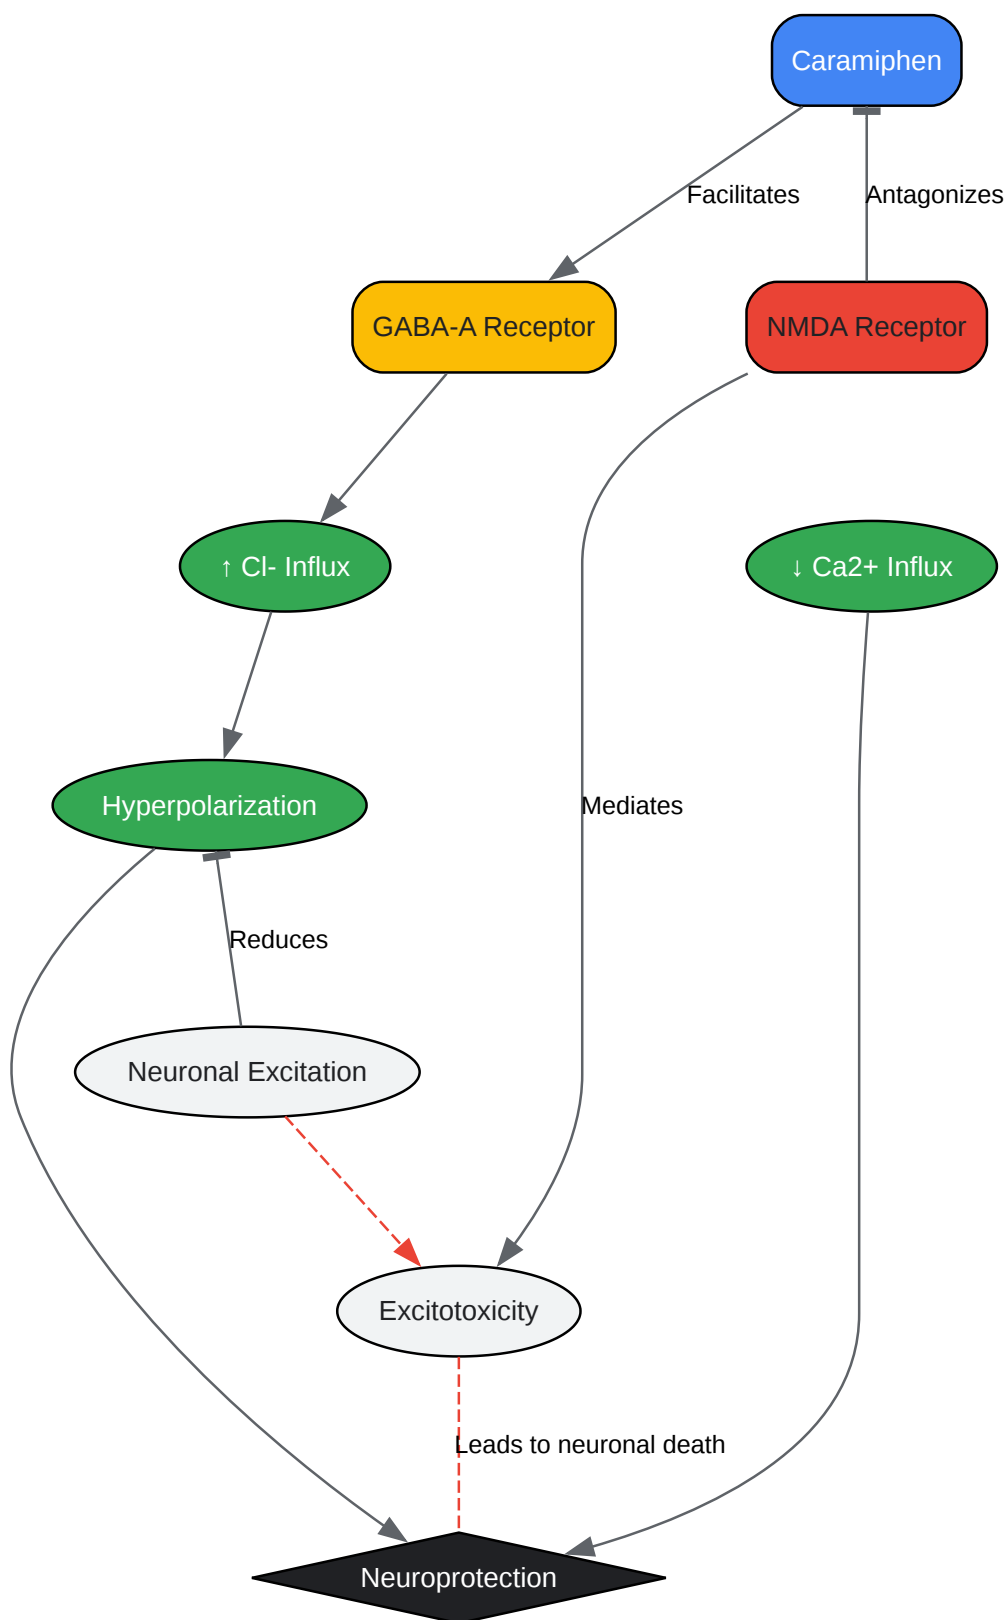 Caramiphen
Facilitates
Antagonizes
GABA-A Receptor
NMDA Receptor
↑ Cl- Influx
↓ Ca2+ Influx
Hyperpolarization
Mediates
Reduces
Neuronal Excitation
Excitotoxicity
Leads to neuronal death
Neuroprotection